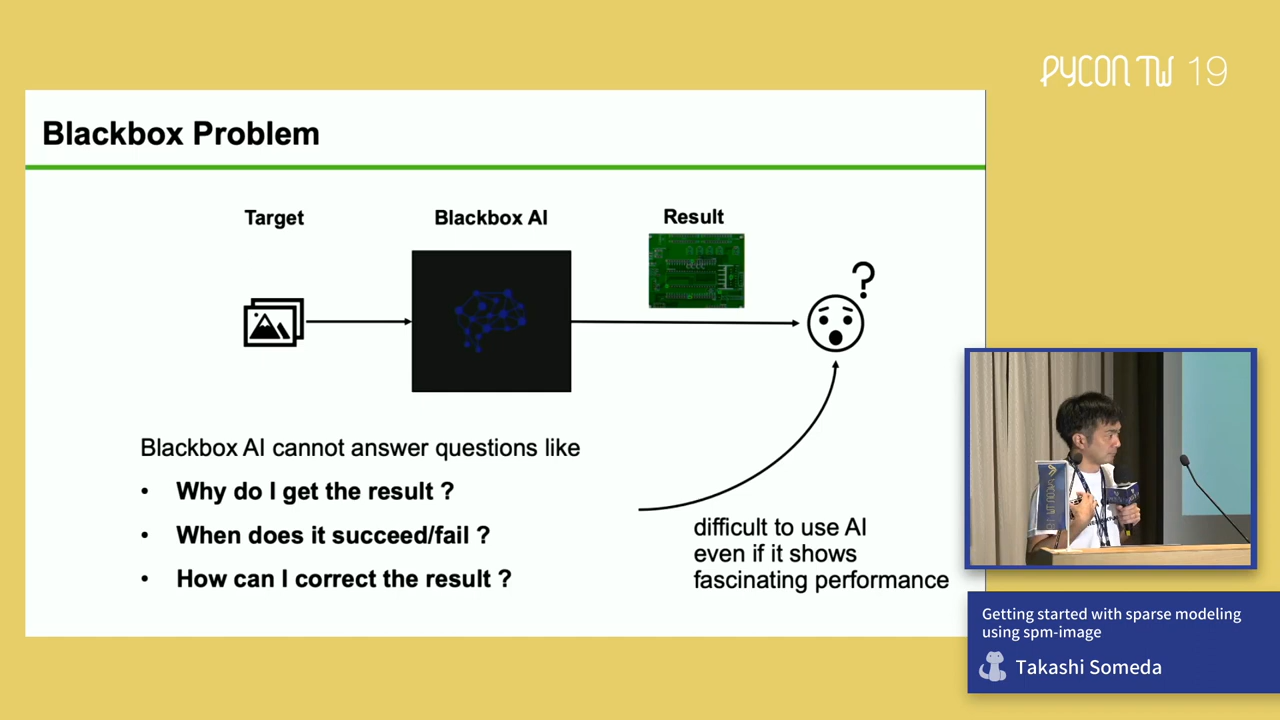 PYCON TW 19
Blackbox Problem
Target
Blackbox AI
Result
?
Blackbox AI cannot answer questions like
• Why do I get the result ?
• When does it succeed/fail ?
• How can I correct the result ?
difficult to use AI
even if it shows
fascinating performance
Getting started with sparse modeling
using spm-image
Takashi Someda